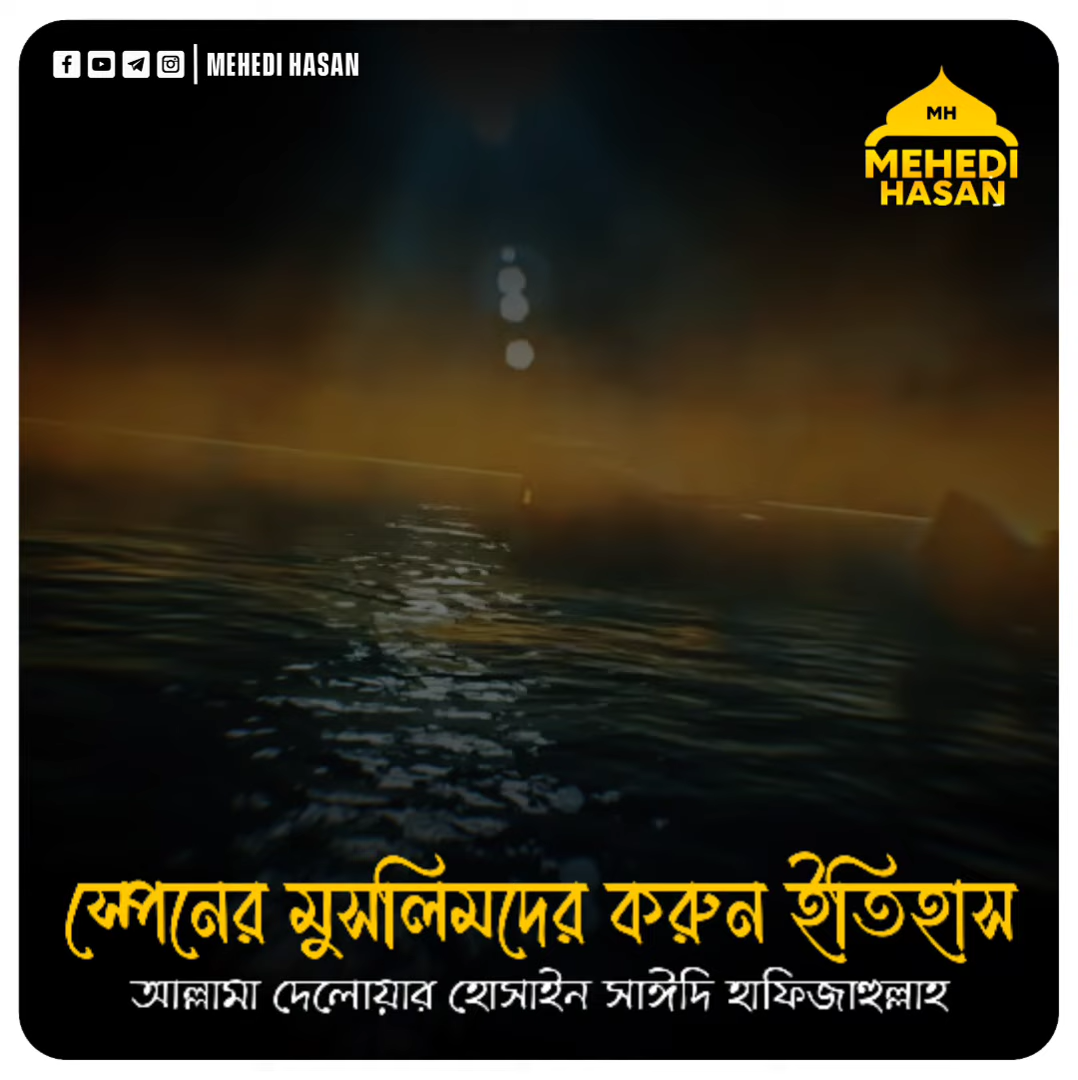 MEHEDI HASAN
MH
MEHEDI
HASAN
স্পেনের মুসলিমদের করুন ইতিহাস
আল্লামা দেলোয়ার হোসাইন সাঈদি হাফিজাহুল্লাহ